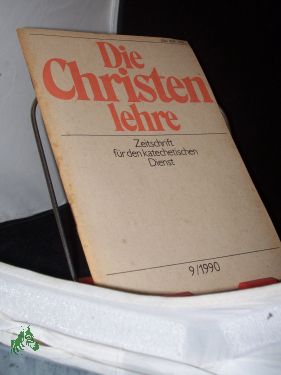 Die
Christen
lehre
Zeitschrift
für den katechetischen
Dienst
9/1990